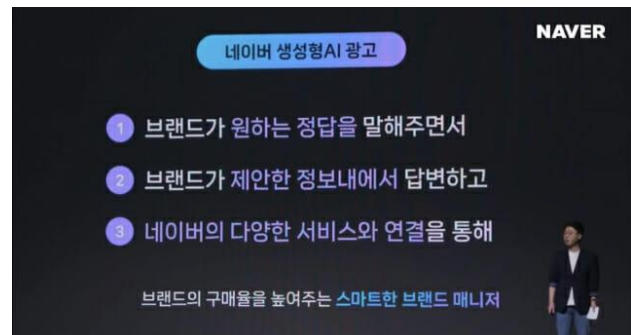 NAVER
네이버 생성형AI 광고
1 브랜드가 원하는 정답을 말해주면서
2 브랜드가 제안한 정보내에서 답변하고
3 네이버의 다양한 서비스와 연결을 통해
브랜드의 구매율을 높여주는 스마트한 브랜드 매니저